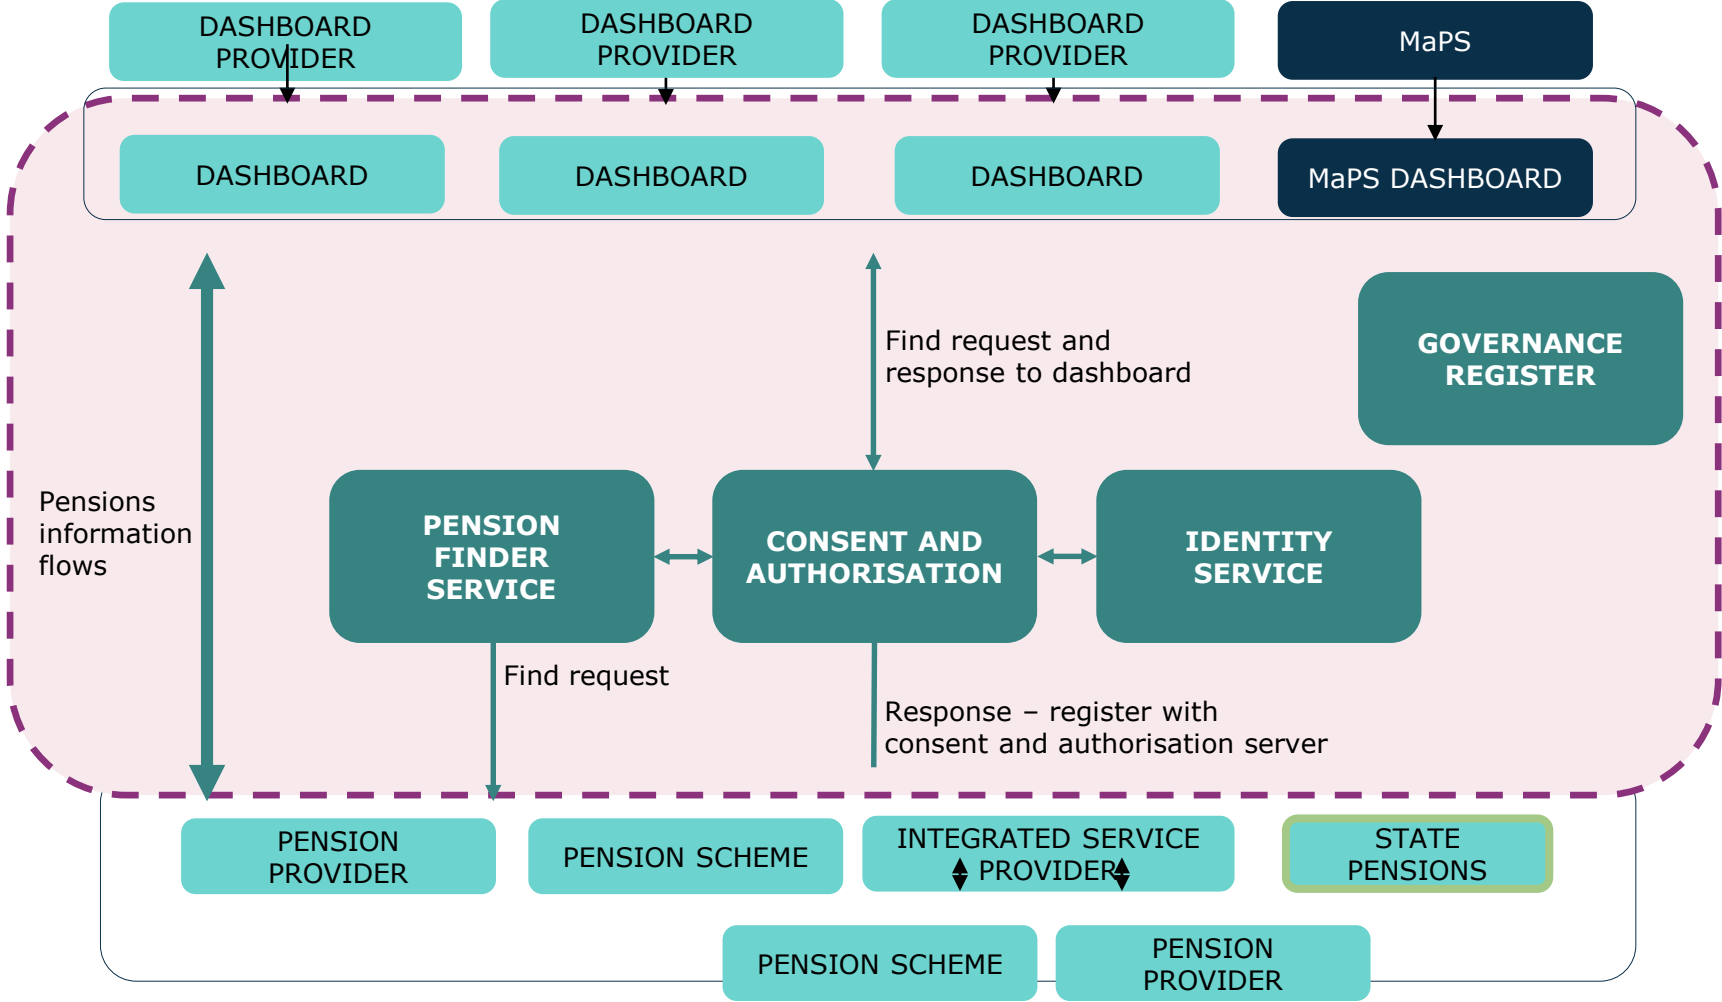 DASHBOARD
PROVIDER
DASHBOARD
PROVIDER
DASHBOARD
PROVIDER
MaPS
DASHBOARD
DASHBOARD
DASHBOARD
MaPS DASHBOARD
Find request and
response to dashboard
GOVERNANCE
REGISTER
Pensions
information
flows
PENSION
FINDER
SERVICE
CONSENT AND
AUTHORISATION
IDENTITY
SERVICE
Find request
Response – register with
consent and authorisation server
PENSION
PROVIDER
PENSION SCHEME
INTEGRATED SERVICE
PROVIDER
STATE
PENSIONS
PENSION SCHEME
PENSION
PROVIDER